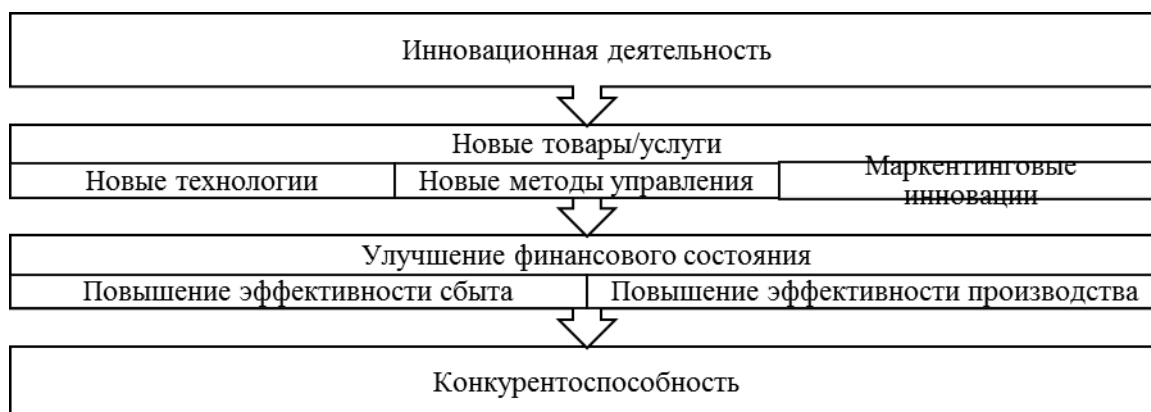 Инновационная деятельность
Новые товары/услуги
Новые технологии
Новые методы управления
Маркентинговые
инновации
Улучшение финансового состояния
Повышение эффективности сбыта
Повышение эффективности производства
Конкурентоспособность